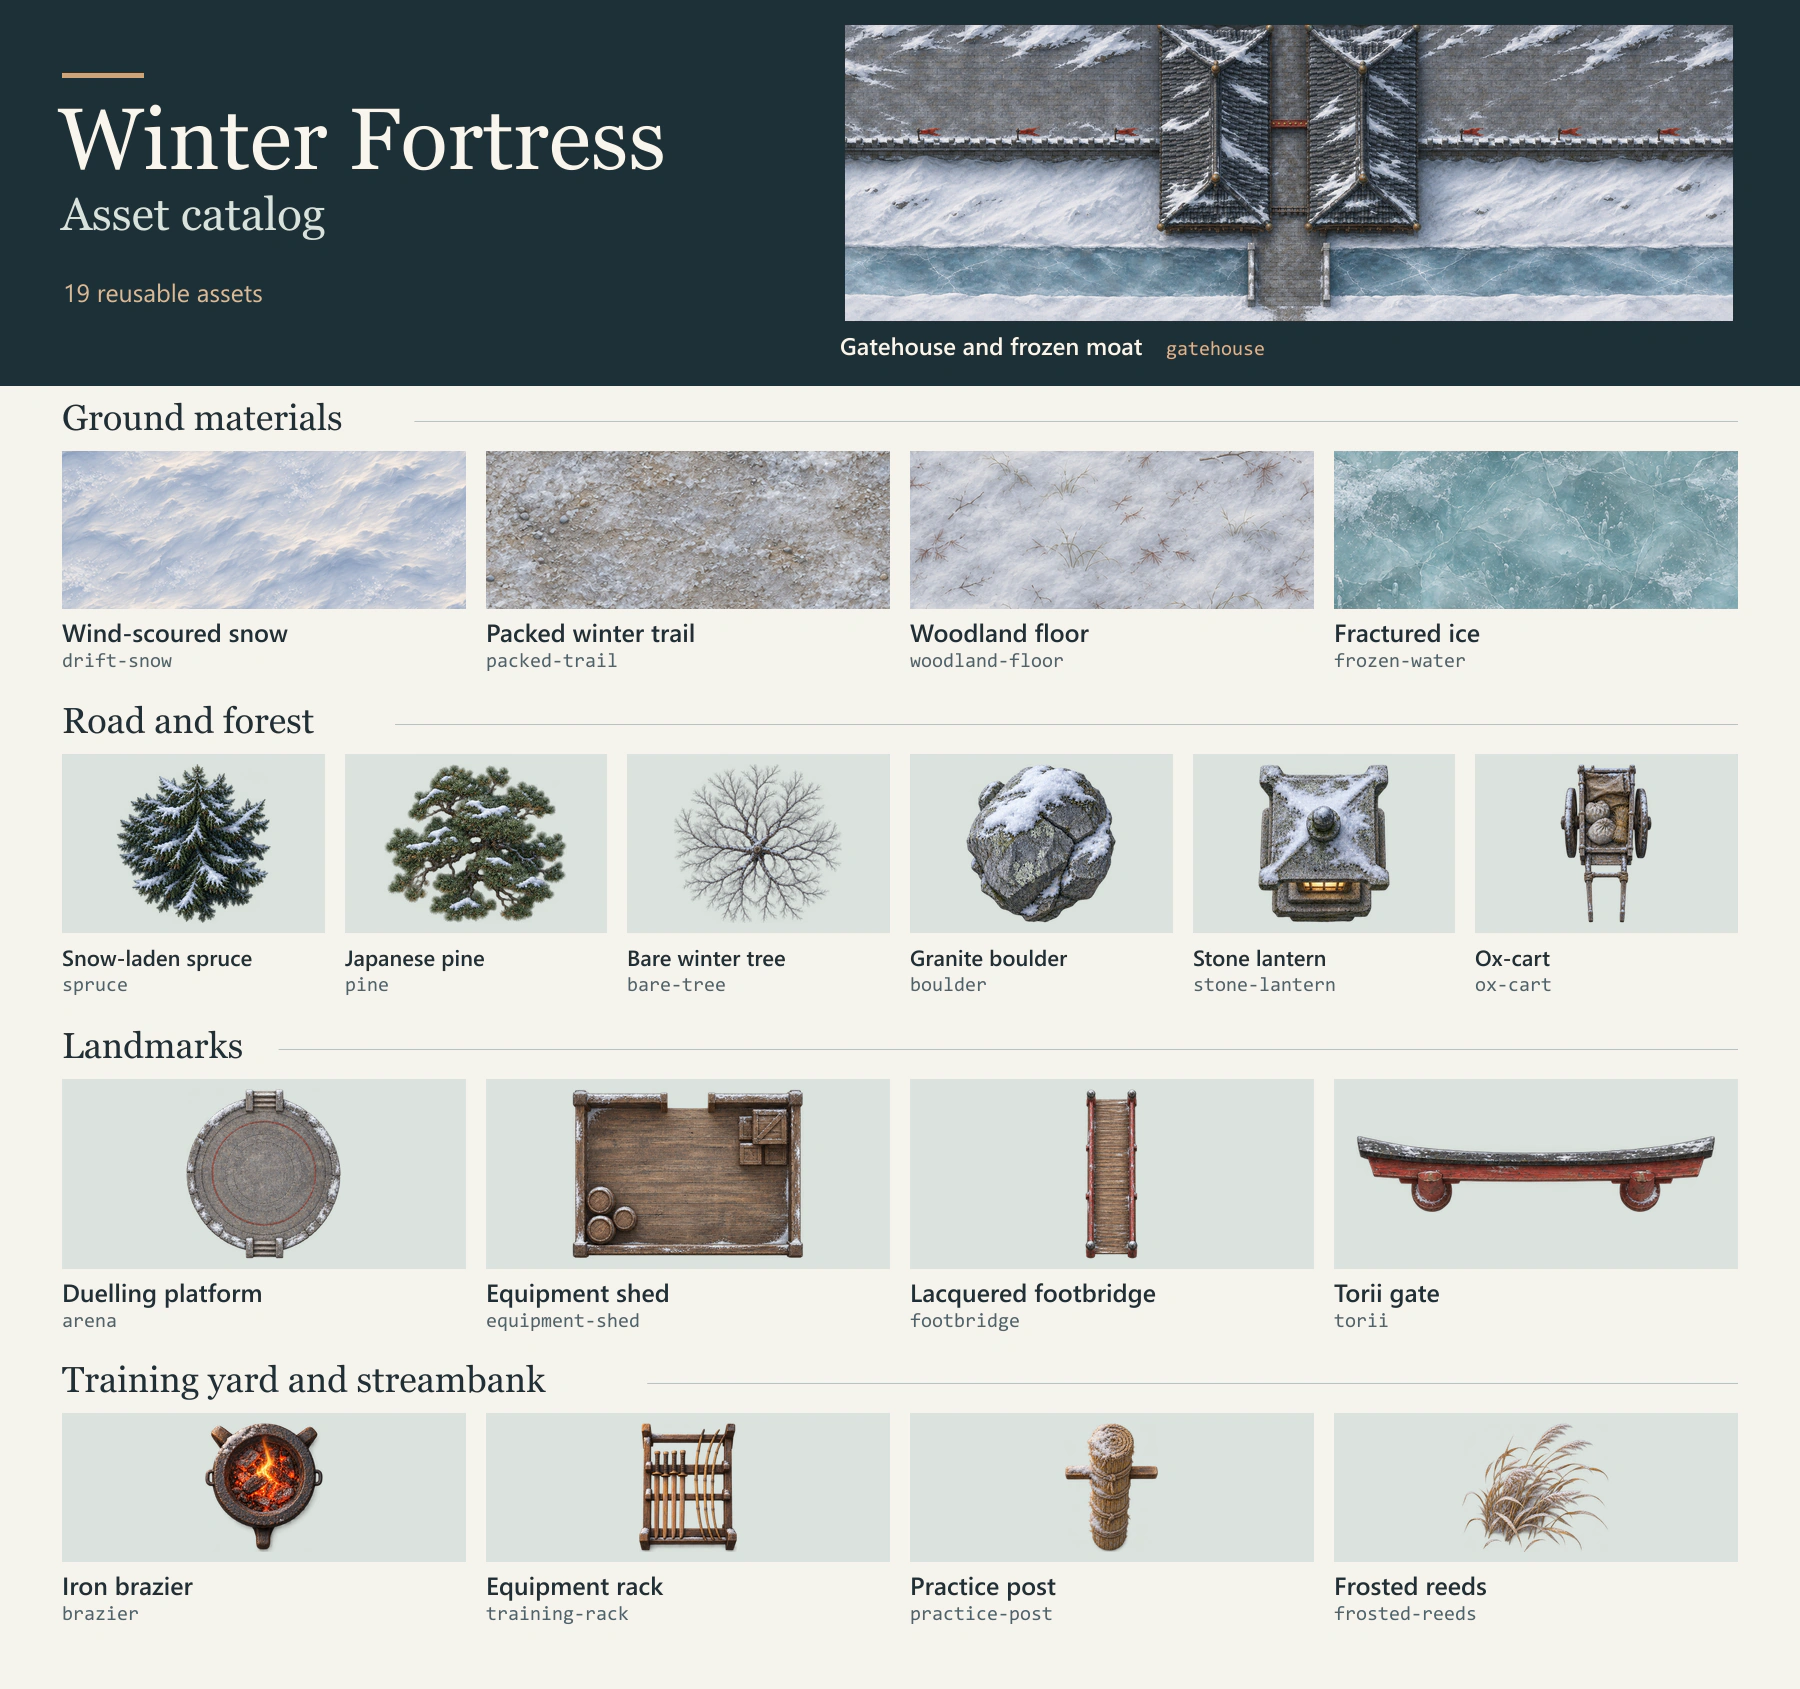 Winter Fortress
Asset catalog
19 reusable assets
Gatehouse and frozen moat gatehouse
Ground materials
Wind-scoured snow
drift-snow
Packed winter trail
packed-trail
Woodland floor
woodland-floor
Fractured ice
frozen-water
Road and forest
Snow-laden spruce
spruce
Japanese pine
pine
Bare winter tree
bare-tree
Granite boulder
boulder
Stone lantern
stone-lantern
Ox-cart
ox-cart
Landmarks
Duelling platform
arena
Equipment shed
equipment-shed
Lacquered footbridge
footbridge
Torii gate
torii
Training yard and streambank
Iron brazier
brazier
Equipment rack
training-rack
Practice post
practice-post
Frosted reeds
frosted-reeds